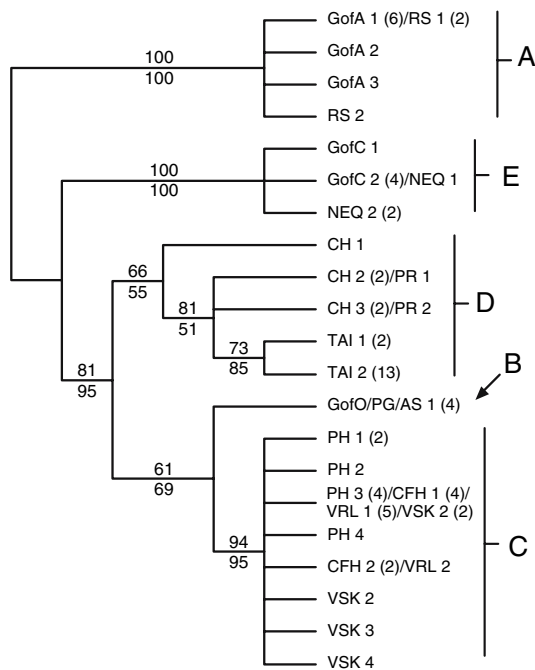 GofA 1 (6)/RS 1 (2)
GofA 2
GofA 3
RS 2
A
100
100
GofC 1
GofC 2 (4)/NEQ 1
NEQ 2 (2)
E
100
100
CH 1
CH 2 (2)/PR 1
CH 3 (2)/PR 2
TAI 1 (2)
TAI 2 (13)
D
66
55
81
51
73
85
81
95
GofO/PG/AS 1 (4)
B
PH 1 (2)
PH 2
PH 3 (4)/CFH 1 (4)/
VRL 1 (5)/VSK 2 (2)
PH 4
CFH 2 (2)/VRL 2
VSK 2
VSK 3
VSK 4
C
61
69
94
95